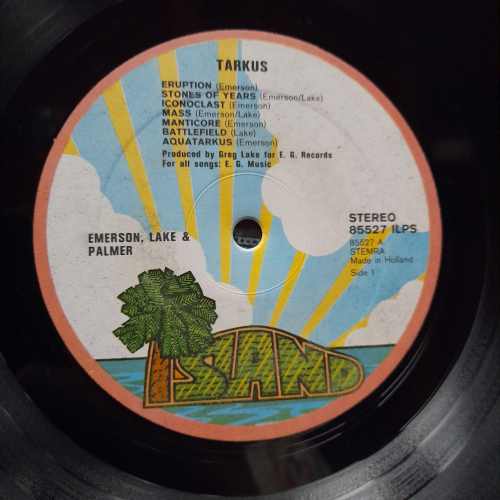 TARKUS
ERUPTION (Emerson)
STONES OF YEARS (Emerson/Lake)
ICONOCLAST (Emerson)
MASS (Emerson/Lake)
MANTICORE (Emerson)
BATTLEFIELD (Lake)
AQUATARKUS (Emerson)
Produced by Greg Lake for E. G. Records
For all songs: E. G. Music
EMERSON, LAKE &
PALMER
STEREO
85527 ILPS
85527 A
STEMRA
Made in Holland
Side 1
ISLAND